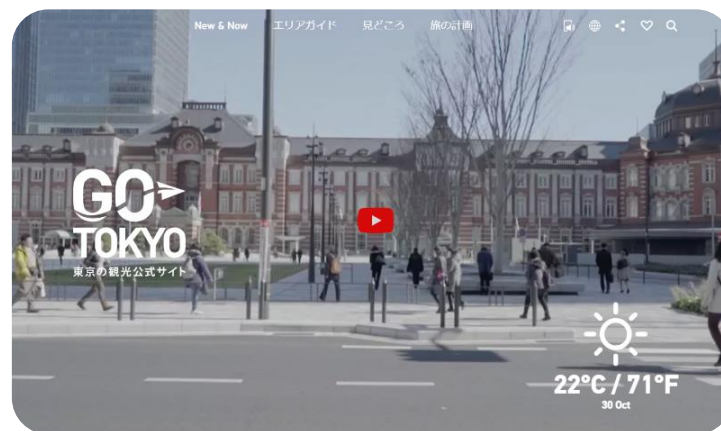 New & Now エリアガイド 見どころ 旅の計画
GO
TOKYO
東京の観光公式サイト
22°C / 71°F
30 Oct